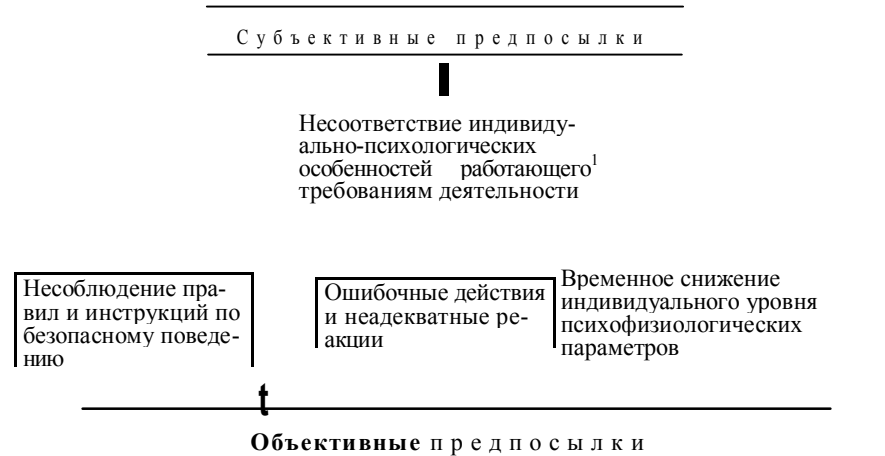 Субъективные предпосылки
Несоответствие индивиду-
ально-психологических
особенностей работающего¹
требованиям деятельности
Несоблюдение пра-
вил и инструкций по
безопасному поведе-
нию
Ошибочные действия
и неадекватные ре-
акции
Временное снижение
индивидуального уровня
психофизиологических
параметров
t
Объективные предпосылки